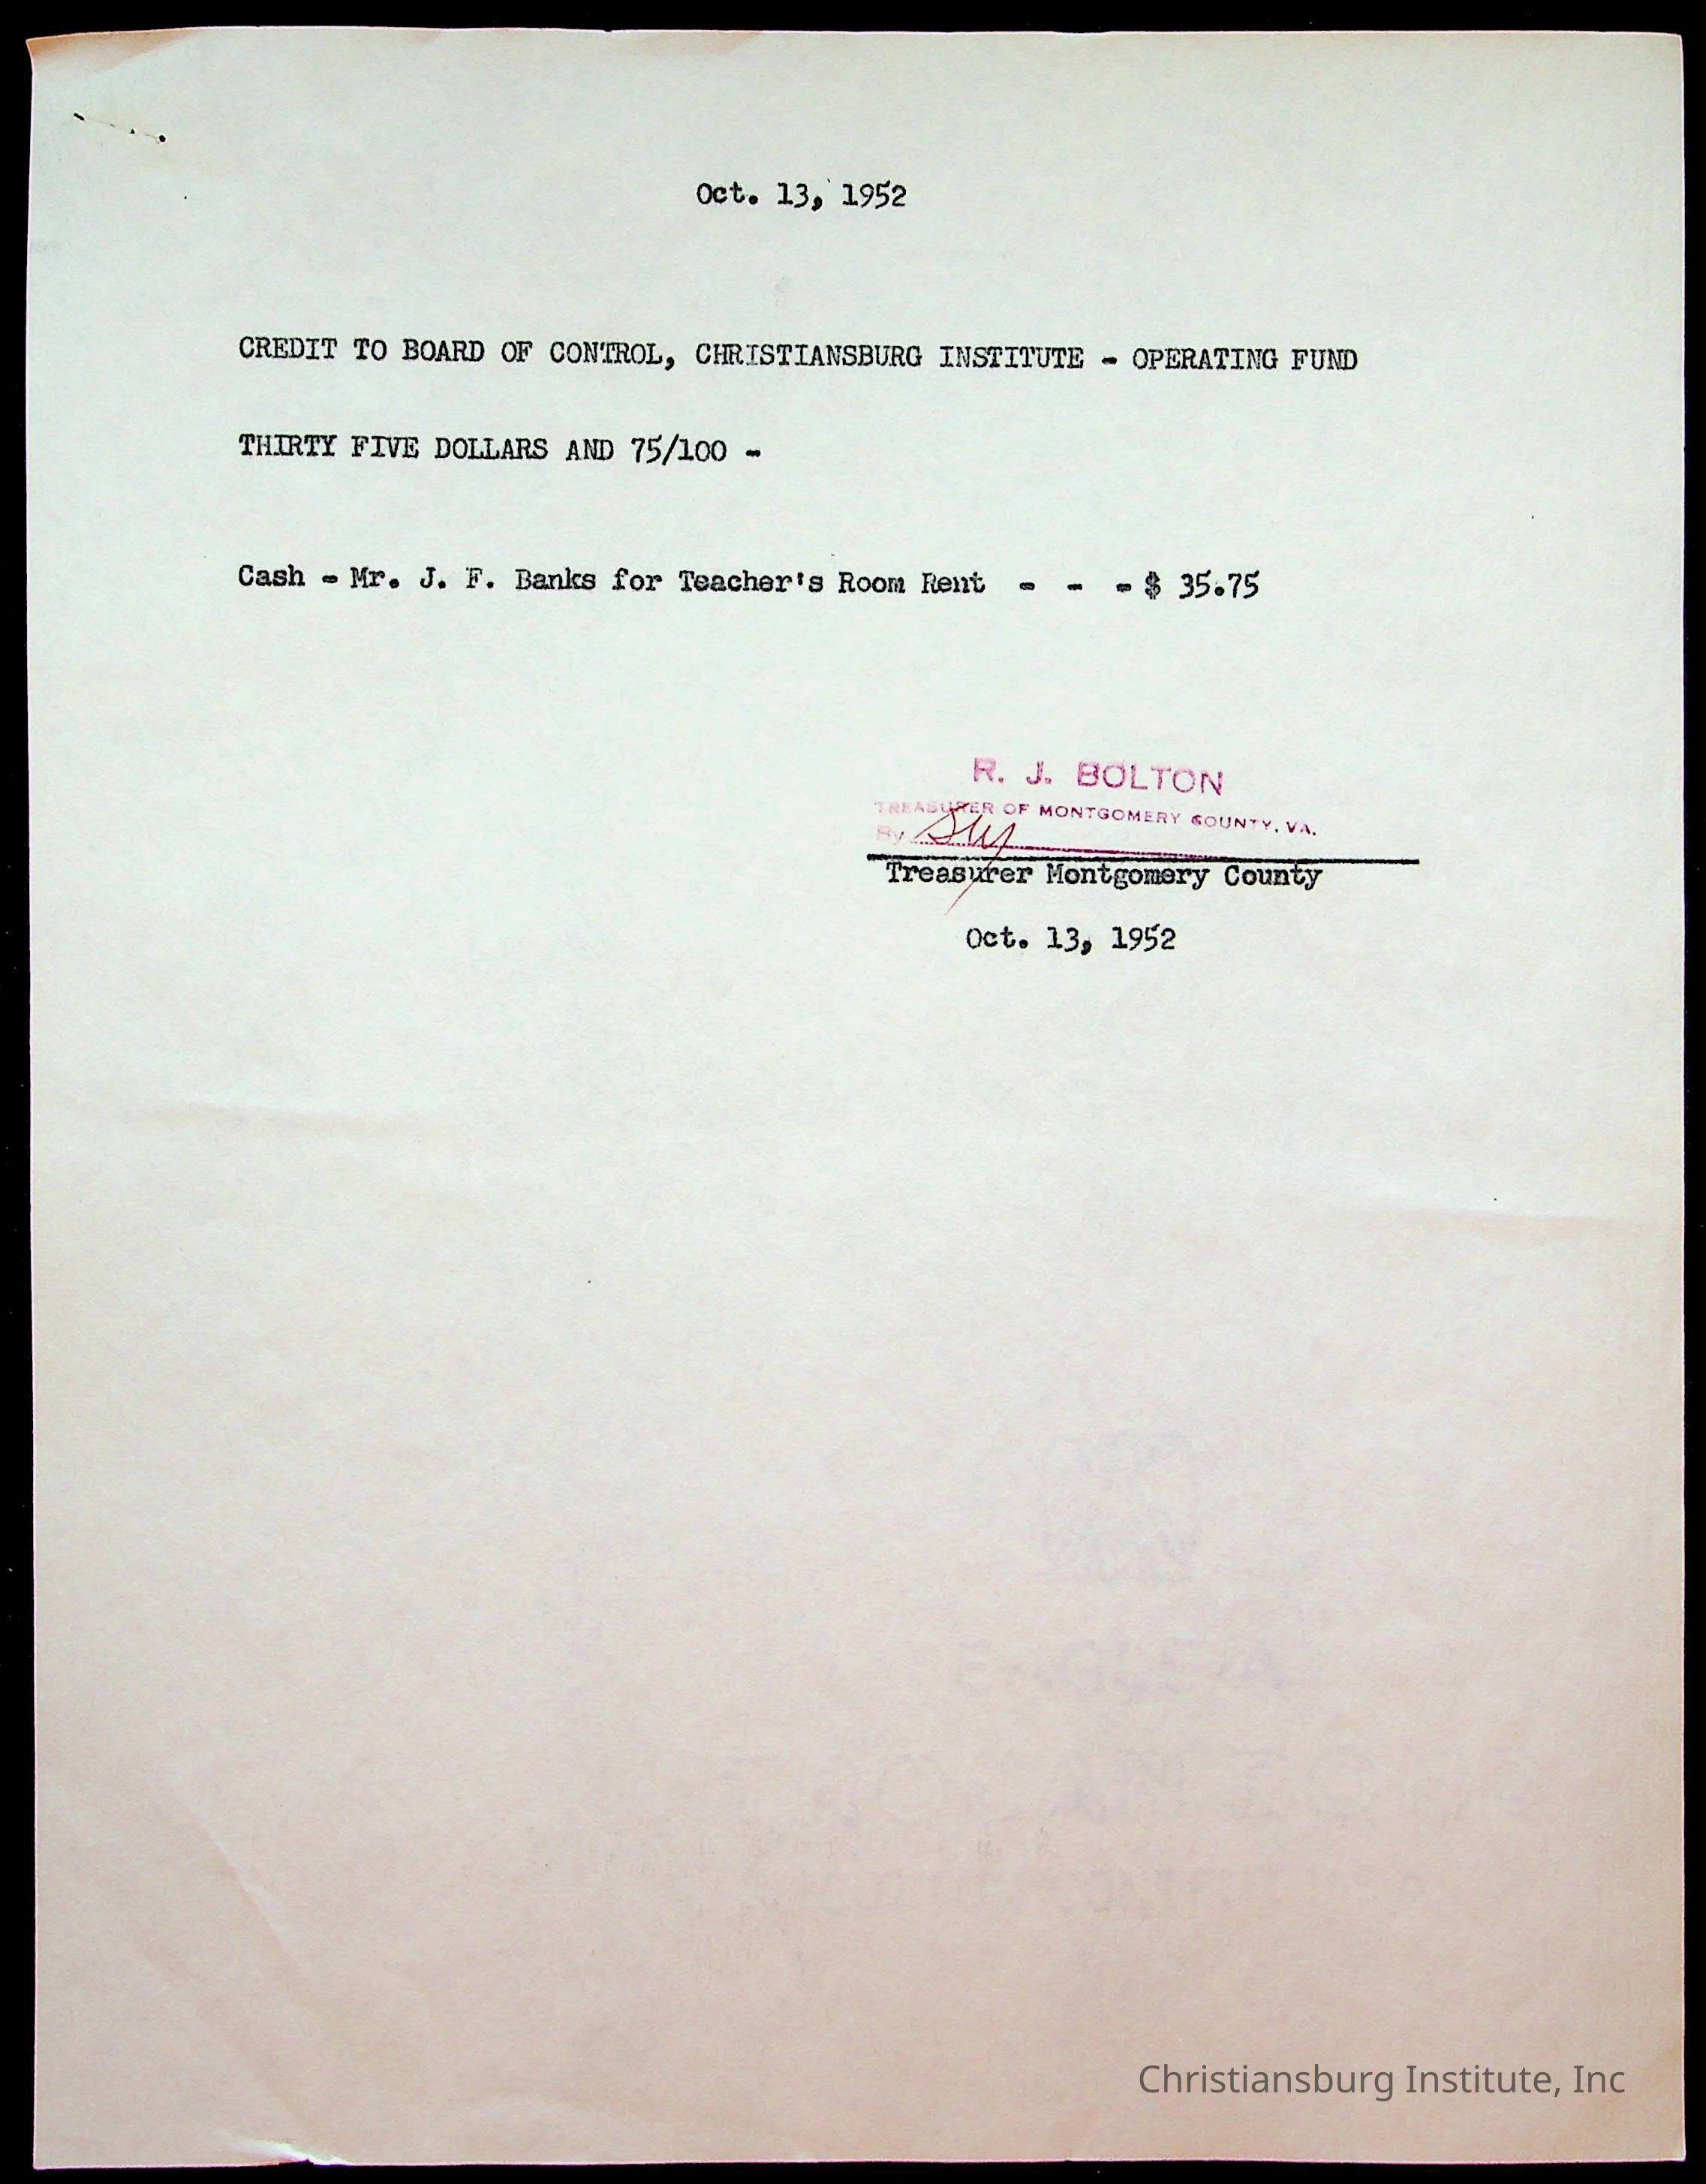 Oct. 13, 1952
CREDIT TO BOARD OF CONTROL, CHRISTIANSBURG INSTITUTE - OPERATING FUND
THIRTY FIVE DOLLARS AND 75/100 -
Cash - Mr. J. F. Banks for Teacher's Room Rent - - - $ 35.75
R. J. BOLTON
TREASURER OF MONTGOMERY COUNTY, VA.
By
Treasurer Montgomery County
Oct. 13, 1952
Christiansburg Institute, Inc